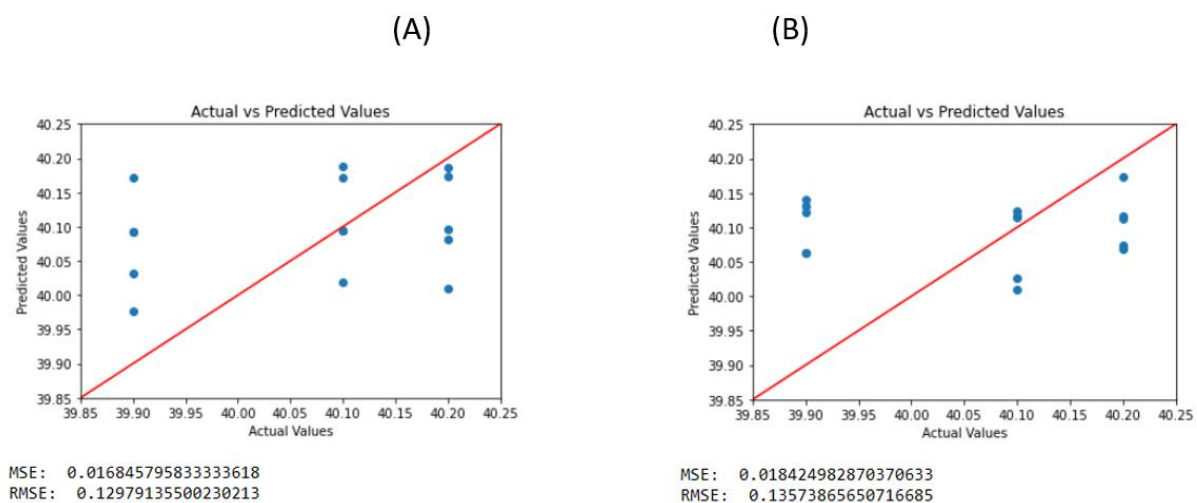 (A)
(B)
Actual vs Predicted Values
40.25
40.20
40.15
40.10
40.05
40.00
39.95
39.90
39.85
Predicted Values
39.85 39.90 39.95 40.00 40.05 40.10 40.15 40.20 40.25
Actual Values
MSE: 0.016845795833333618
RMSE: 0.12979135500230213
Actual vs Predicted Values
40.25
40.20
40.15
40.10
40.05
40.00
39.95
39.90
39.85
Predicted Values
39.85 39.90 39.95 40.00 40.05 40.10 40.15 40.20 40.25
Actual Values
MSE: 0.018424982870370633
RMSE: 0.13573865650716685